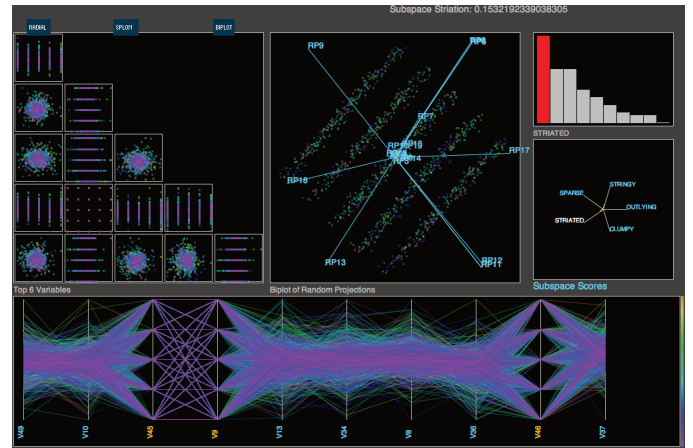 Subspace Striation: 0.1532192339038305
RADIAL SPLOM BIPLOT
RP9
RP7
RP17
RP18
RP13
RP12
RP11
STRIATED
STRINGY
SPARSE
OUTLYING
STRIATED
CLUMPY
Top 6 Variables
Biplot of Random Projections
Subspace Scores
V49 V10 V45 V9 V13 V34 V8 V36 V46 V37